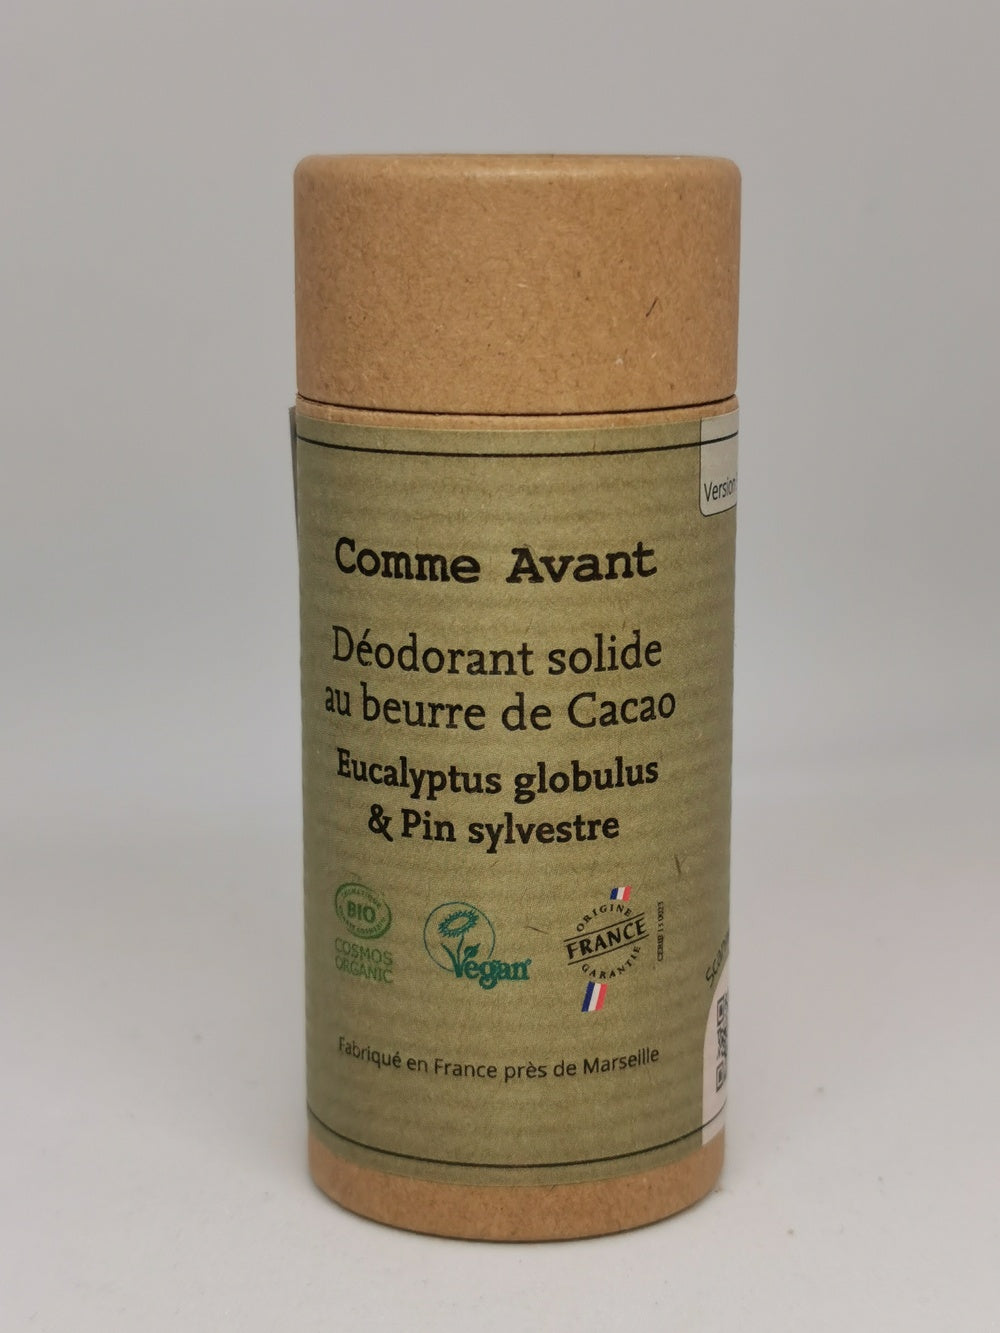 Version
Comme Avant
Déodorant solide
au beurre de Cacao
Eucalyptus globulus
& Pin sylvestre
BIO
COSMOS
ORGANIC
Vegan
ORIGINE
FRANCE
GARANTIE
Fabriqué en France près de Marseille